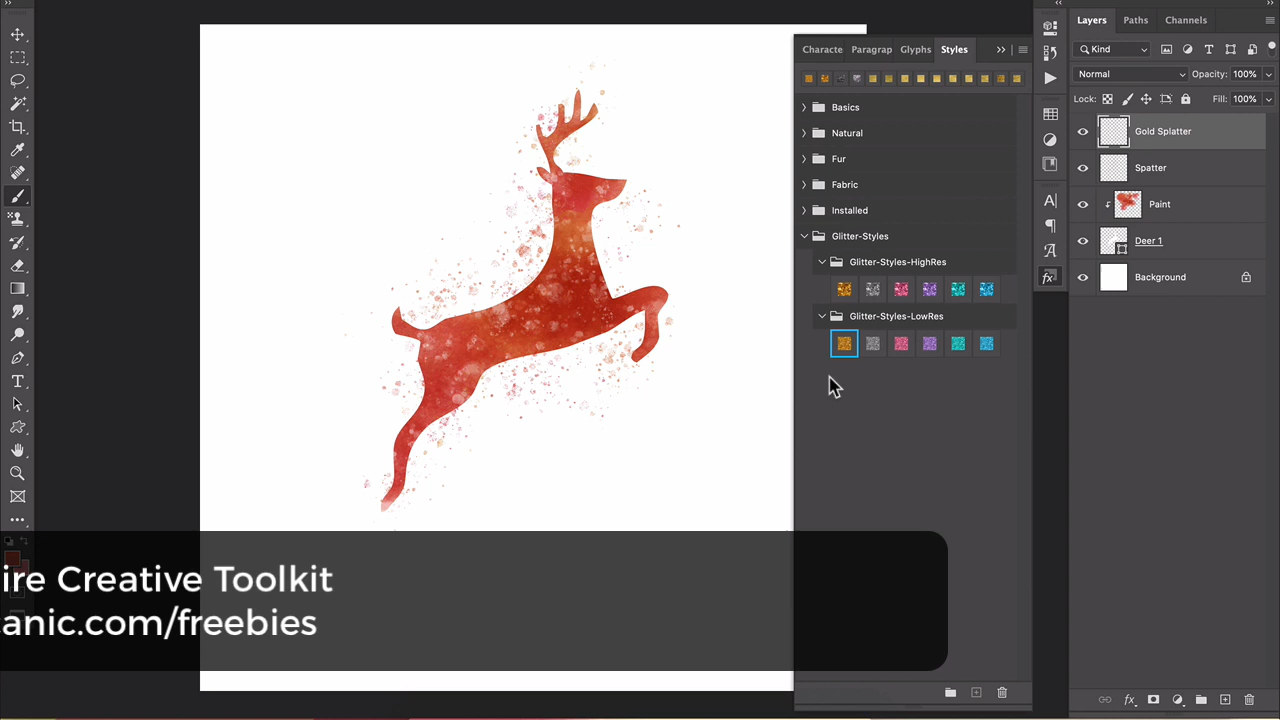 Characte
Paragrap
Glyphs
Styles
Basics
Natural
Fur
Fabric
Installed
Glitter-Styles
Glitter-Styles-HighRes
Glitter-Styles-LowRes
Layers
Paths
Channels
Kind
Normal
Opacity: 100%
Lock:
Fill: 100%
Gold Splatter
Spatter
Paint
Deer 1
Background
ire Creative Toolkit
anic.com/freebies